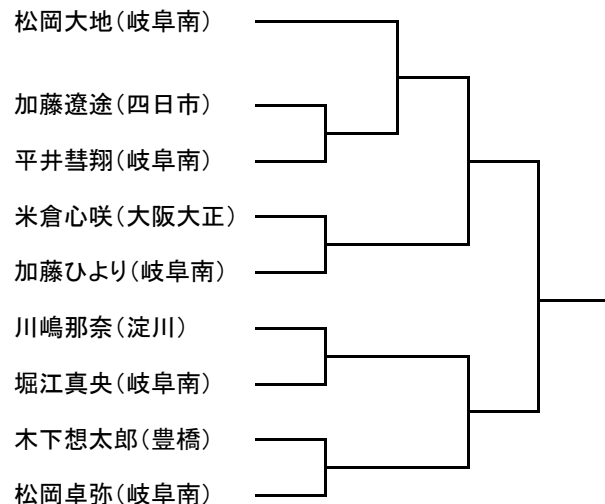 松岡大地（岐阜南）
加藤遼途（四日市）
平井彗翔（岐阜南）
米倉心咲（大阪大正）
加藤ひより（岐阜南）
川嶋那奈（淀川）
堀江真央（岐阜南）
木下想太郎（豊橋）
松岡卓弥（岐阜南）